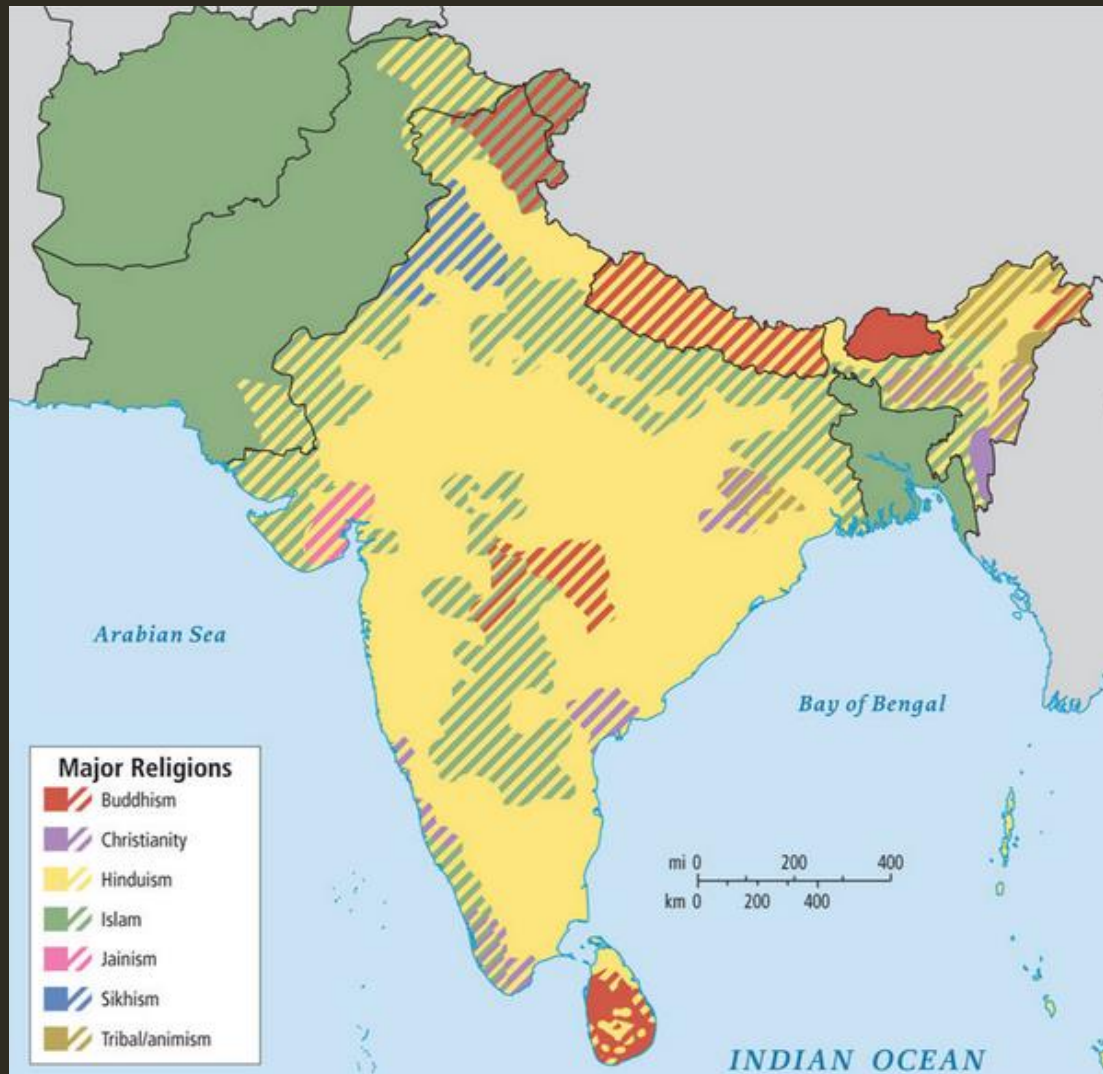 Arabian Sea
Bay of Bengal
Major Religions
Buddhism
Christianity
Hinduism
Islam
Jainism
Sikhism
Tribal/animism
mi 0 200 400
km 0 200 400
INDIAN OCEAN